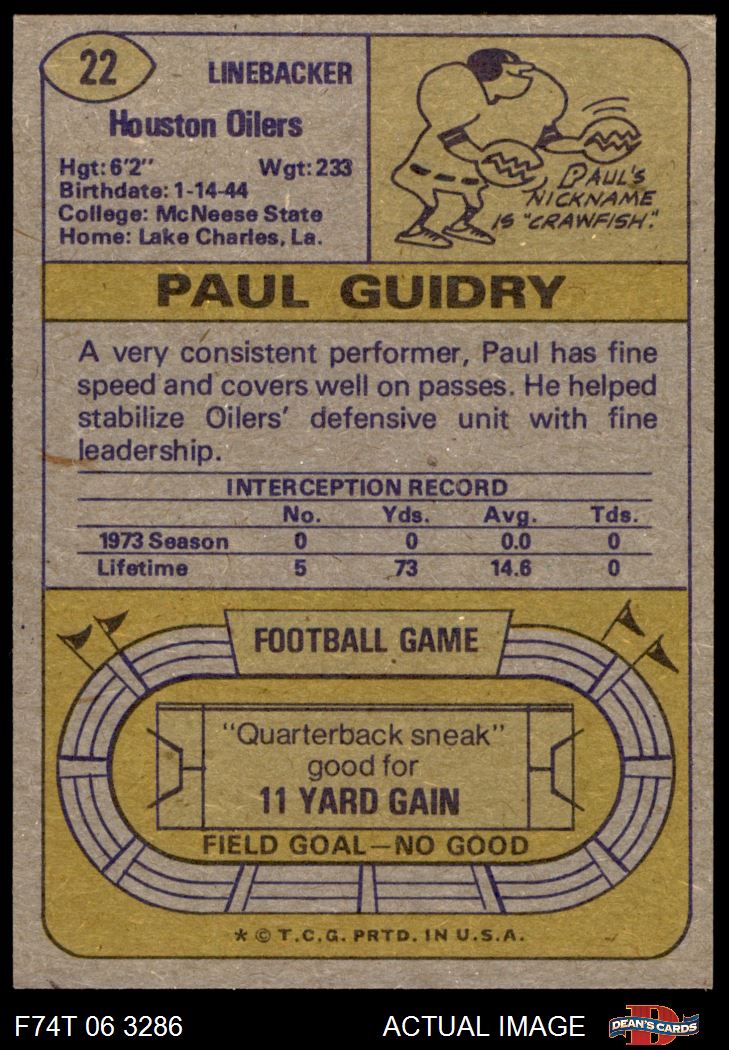 22
LINEBACKER
Houston Oilers
Hgt: 6'2" Wgt: 233
Birthdate: 1-14-44
College: McNeese State
Home: Lake Charles, La.
PAUL'S
NICKNAME
IS "CRAWFISH."
PAUL GUIDRY
A very consistent performer, Paul has fine
speed and covers well on passes. He helped
stabilize Oilers' defensive unit with fine
leadership.
INTERCEPTION RECORD
No. Yds. Avg. Tds.
1973 Season 0 0 0.0 0
Lifetime 5 73 14.6 0
FOOTBALL GAME
"Quarterback sneak"
good for
11 YARD GAIN
FIELD GOAL—NO GOOD
* © T.C.G. PRTD. IN U.S.A.
F74T 06 3286 ACTUAL IMAGE
DEAN'S CARDS